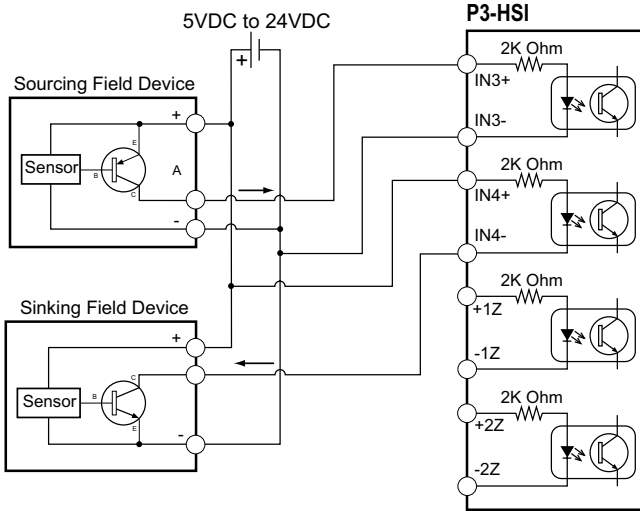 P3-HSI
5VDC to 24VDC
+
2K Ohm
IN3+
IN3-
2K Ohm
IN4+
IN4-
2K Ohm
+1Z
-1Z
2K Ohm
+2Z
-2Z
Sourcing Field Device
+
E
Sensor
B
A
C
-
Sinking Field Device
+
C
Sensor
B
E
-